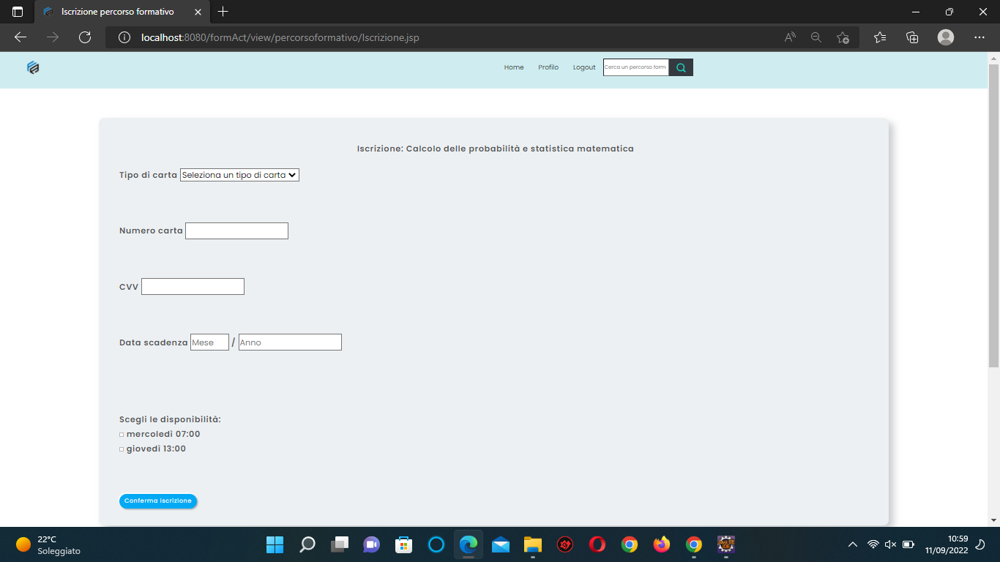 Iscrizione percorso formativo
localhost:8080/formAct/view/percorsoformativo/Iscrizione.jsp
Home Profilo Logout Cerca un percorso form
Iscrizione: Calcolo delle probabilità e statistica matematica
Tipo di carta Seleziona un tipo di carta
Numero carta
CVV
Data scadenza Mese / Anno
Scegli le disponibilità:
mercoledì 07:00
giovedì 13:00
Conferma Iscrizione
22°C
Soleggiato
10:59
11/09/2022